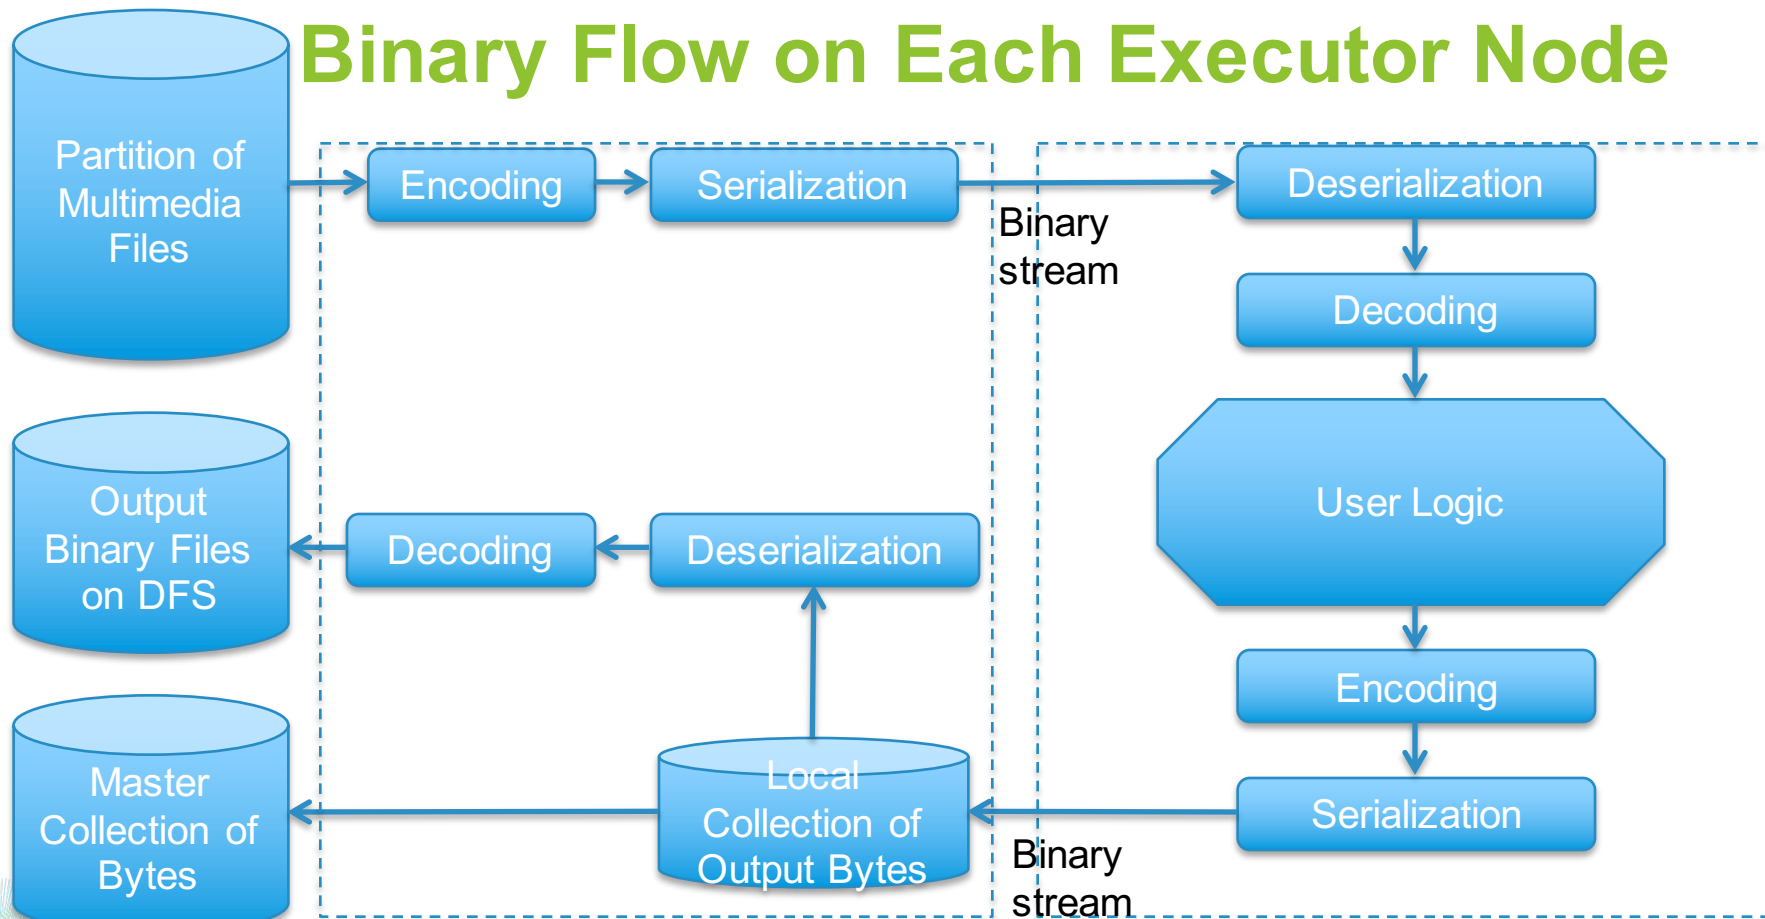 Binary Flow on Each Executor Node
Partition of
Multimedia
Files
Encoding
Serialization
Binary
stream
Deserialization
Decoding
User Logic
Encoding
Serialization
Binary
stream
Local
Collection of
Output Bytes
Deserialization
Decoding
Output
Binary Files
on DFS
Master
Collection of
Bytes